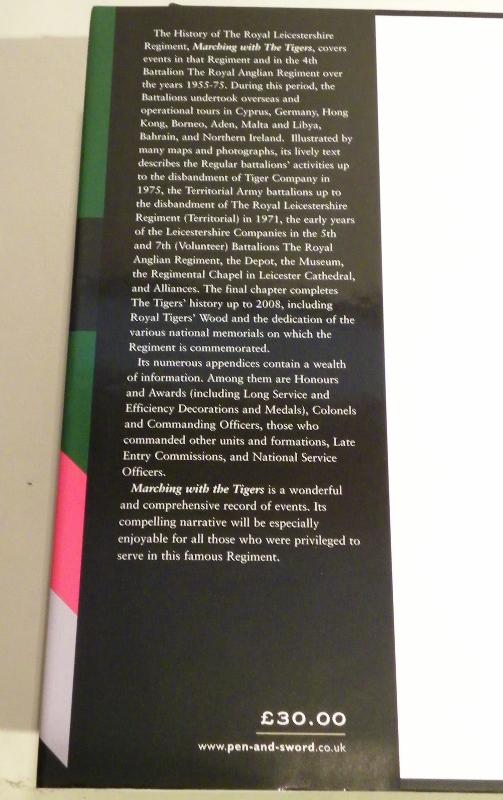 The History of The Royal Leicestershire
Regiment, Marching with The Tigers, covers
events in that Regiment and in the 4th
Battalion The Royal Anglian Regiment over
the years 1955-75. During this period, the
Battalions undertook overseas and
operational tours in Cyprus, Germany, Hong
Kong, Borneo, Aden, Malta and Libya,
Bahrain, and Northern Ireland. Illustrated by
many maps and photographs, its lively text
describes the Regular battalions' activities up
to the disbandment of Tiger Company in
1975, the Territorial Army battalions up to
the disbandment of The Royal Leicestershire
Regiment (Territorial) in 1971, the early years
of the Leicestershire Companies in the 5th
and 7th (Volunteer) Battalions The Royal
Anglian Regiment, the Depot, the Museum,
the Regimental Chapel in Leicester Cathedral,
and Alliances. The final chapter completes
The Tigers' history up to 2008, including
Royal Tigers' Wood and the dedication of the
various national memorials on which the
Regiment is commemorated.
Its numerous appendices contain a wealth
of information. Among them are Honours
and Awards (including Long Service and
Efficiency Decorations and Medals), Colonels
and Commanding Officers, those who
commanded other units and formations, Late
Entry Commissions, and National Service
Officers.
Marching with the Tigers is a wonderful
and comprehensive record of events. Its
compelling narrative will be especially
enjoyable for all those who were privileged to
serve in this famous Regiment.
£30.00
www.pen-and-sword.co.uk